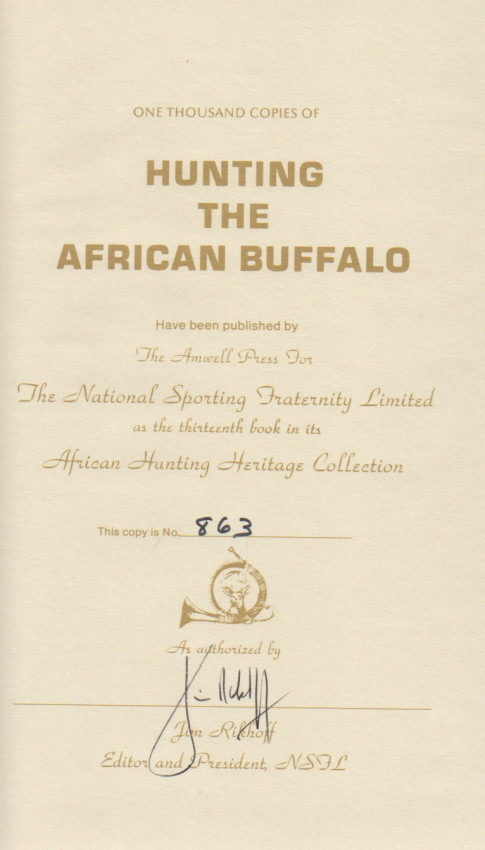 ONE THOUSAND COPIES OF
HUNTING
THE
AFRICAN BUFFALO
Have been published by
The Amwell Press For
The National Sporting Fraternity Limited
as the thirteenth book in its
African Hunting Heritage Collection
This copy is No. 863
As authorized by
Jim Rikhoff
Jim Rikhoff
Editor and President, NSFL